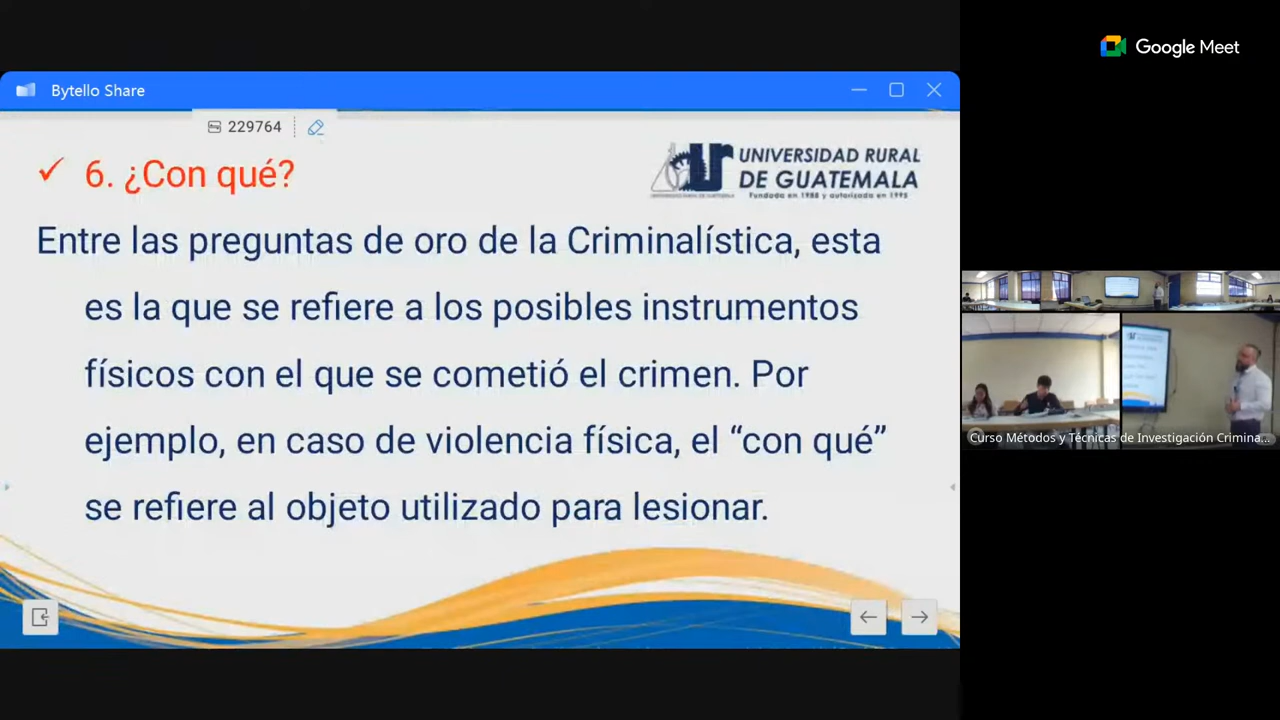 Google Meet
Bytello Share
229764
✓ 6. ¿Con qué?
UNIVERSIDAD RURAL
DE GUATEMALA
Fundada en 1988 y autorizada en 1995
Entre las preguntas de oro de la Criminalística, esta
es la que se refiere a los posibles instrumentos
físicos con el que se cometió el crimen. Por
ejemplo, en caso de violencia física, el “con qué”
se refiere al objeto utilizado para lesionar.
Curso Métodos y Técnicas de Investigación Crimina...